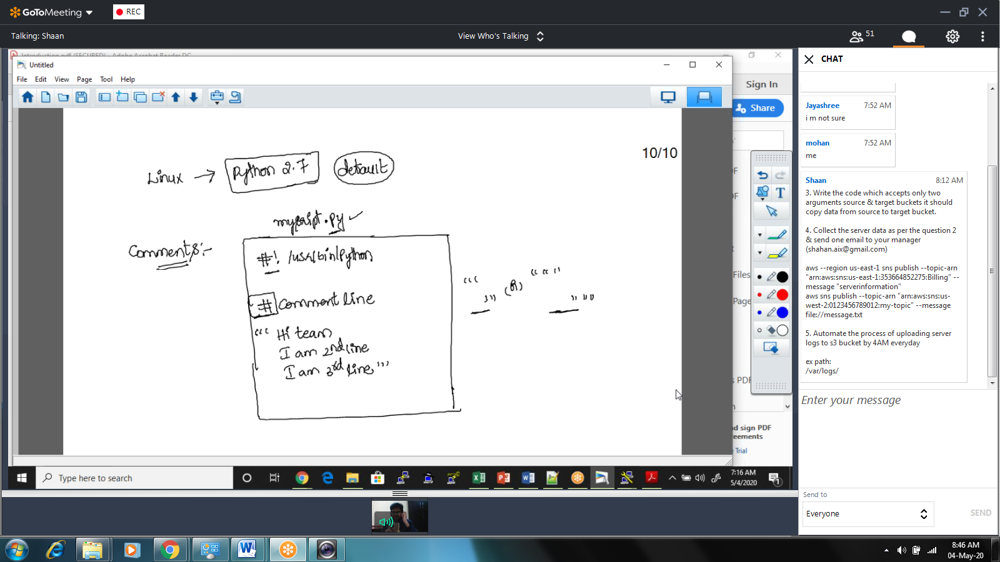 GoToMeeting
REC
Talking: Shaan
View Who's Talking
51
Introduction.pdf (SECURED) - Adobe Acrobat Reader DC
Untitled
File Edit View Page Tool Help
Sign In
Share
10/10
Linux → Python 2.7 default
myscript.py
Comments:-
#! /usr/bin/python
# Comment line
''' Hi team
I am 2nd line
I am 3rd line '''
''' ''' (or) """ """
Files
Page
nd sign PDF
reements
Trial
Type here to search
7:16 AM
5/4/2020
1
CHAT
Jayashree 7:52 AM
i m not sure
mohan 7:52 AM
me
Shaan 8:12 AM
3. Write the code which accepts only two
arguments source & target buckets it should
copy data from source to target bucket.
4. Collect the server data as per the question 2
& send one email to your manager
(shahan.aix@gmail.com)
aws --region us-east-1 sns publish --topic-arn
"arn:aws:sns:us-east-1:353664852275:Billing" --
message "serverinformation"
aws sns publish --topic-arn "arn:aws:sns:us-
west-2:0123456789012:my-topic" --message
file://message.txt
5. Automate the process of uploading server
logs to s3 bucket by 4AM everyday
ex path:
/var/logs/
Enter your message
Send to
Everyone
SEND
8:46 AM
04-May-20